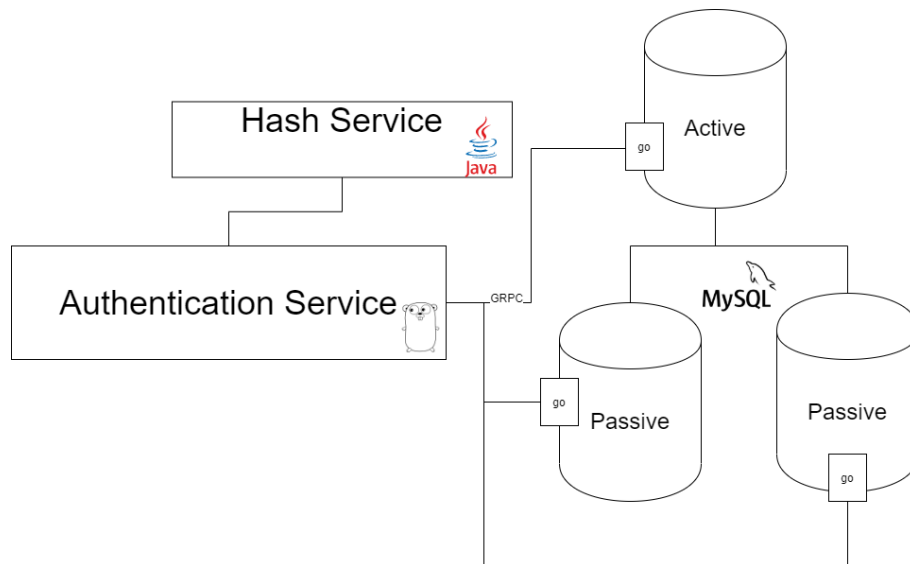 Hash Service
Java
go
Active
Authentication Service
GRPC
MySQL
go
Passive
Passive
go